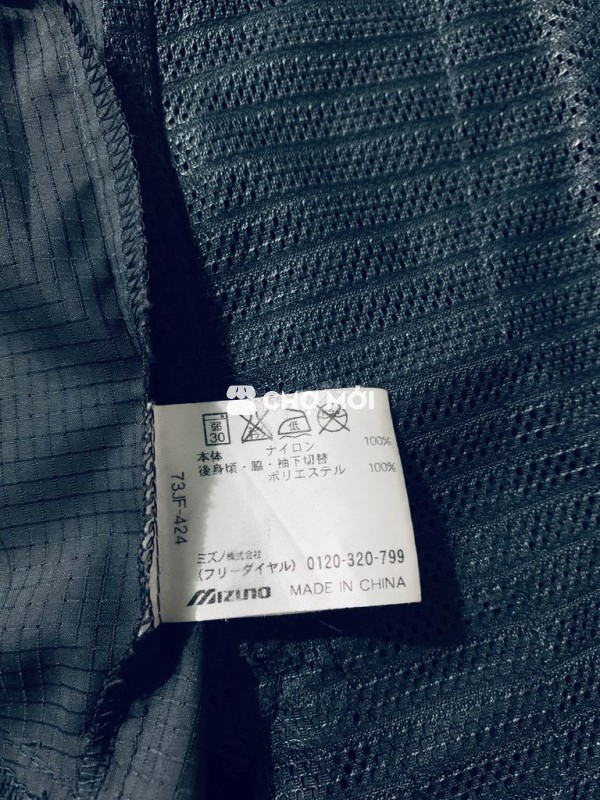 CHỢ MỚI
弱
30
低
本体 ナイロン 100%
後身頃・脇・袖下切替
ポリエステル 100%
73JF-424
ミズノ株式会社
(フリーダイヤル) 0120-320-799
MIZUNO MADE IN CHINA